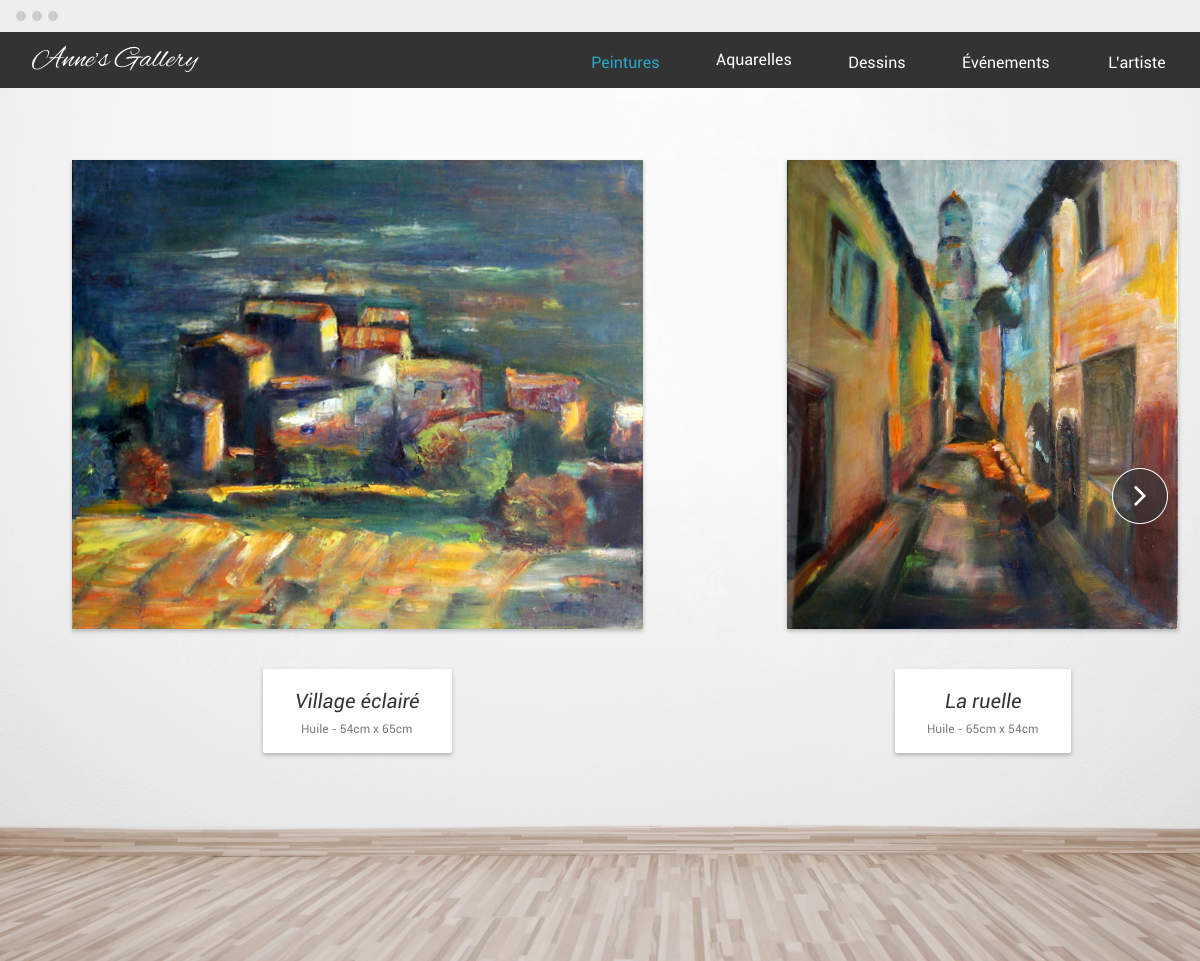 Anne's Gallery
Peintures
Aquarelles
Dessins
Événements
L'artiste
Village éclairé
Huile - 54cm x 65cm
La ruelle
Huile - 65cm x 54cm